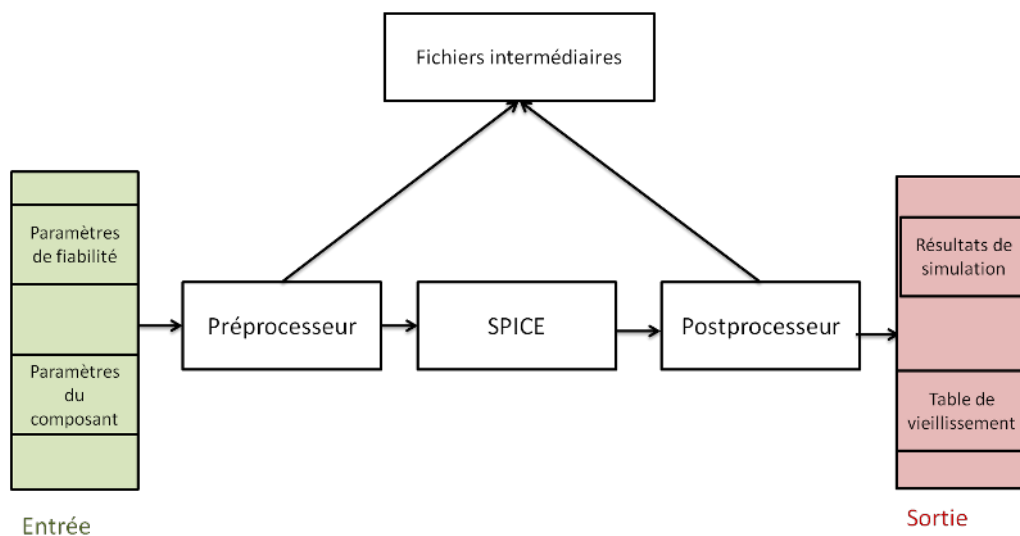 Fichiers intermédiaires
Paramètres
de fiabilité
Préprocesseur
SPICE
Postprocesseur
Résultats de
simulation
Paramètres
du
composant
Table de
vieillissement
Entrée
Sortie